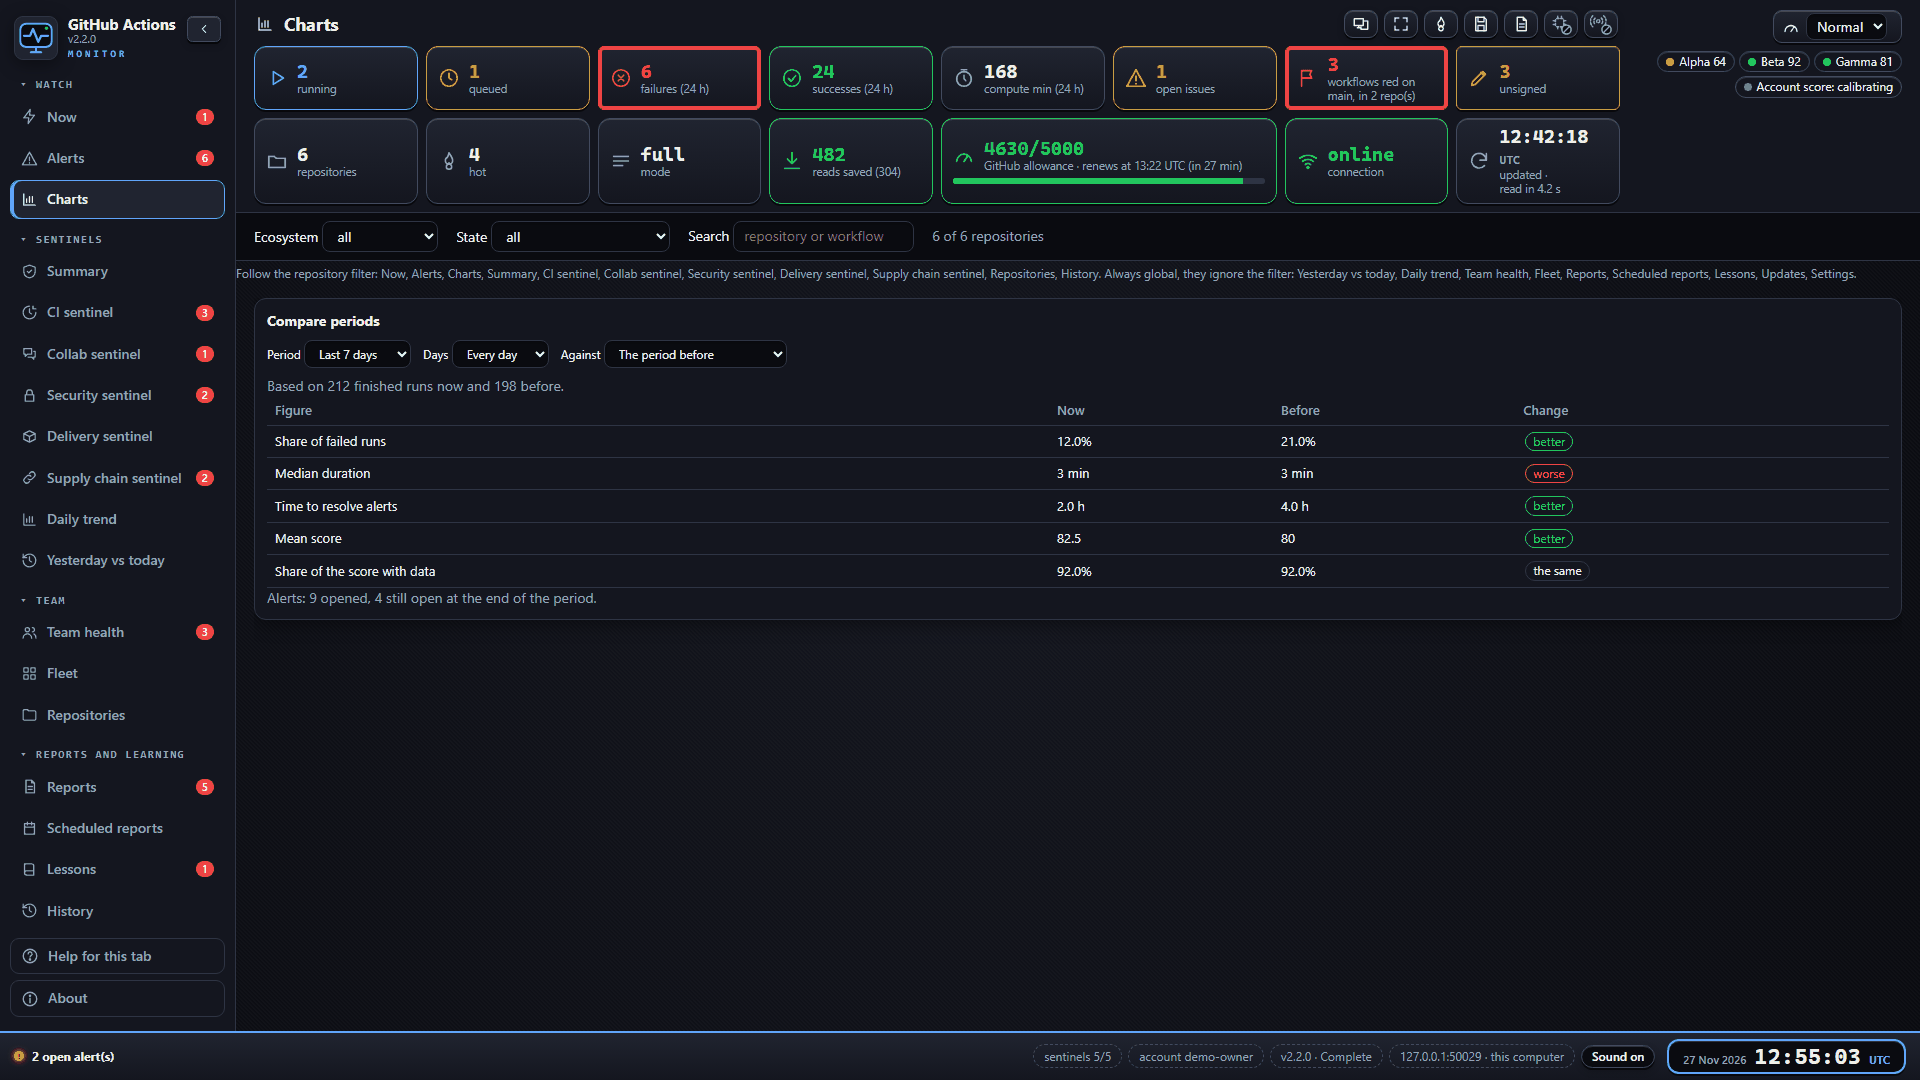 GitHub Actions
v2.2.0
MONITOR
WATCH
Now 1
Alerts 6
Charts
SENTINELS
Summary
CI sentinel 3
Collab sentinel 1
Security sentinel 2
Delivery sentinel
Supply chain sentinel 2
Daily trend
Yesterday vs today
TEAM
Team health 3
Fleet
Repositories
REPORTS AND LEARNING
Reports 5
Scheduled reports
Lessons 1
History
Help for this tab
About
Charts
Normal
2
running
1
queued
6
failures (24 h)
24
successes (24 h)
168
compute min (24 h)
1
open issues
3
workflows red on
main, in 2 repo(s)
3
unsigned
Alpha 64 Beta 92 Gamma 81
Account score: calibrating
6
repositories
4
hot
full
mode
482
reads saved (304)
4630/5000
GitHub allowance · renews at 13:22 UTC (in 27 min)
online
connection
12:42:18
UTC
updated ·
read in 4.2 s
Ecosystem all State all Search repository or workflow 6 of 6 repositories
Follow the repository filter: Now, Alerts, Charts, Summary, CI sentinel, Collab sentinel, Security sentinel, Delivery sentinel, Supply chain sentinel, Repositories, History. Always global, they ignore the filter: Yesterday vs today, Daily trend, Team health, Fleet, Reports, Scheduled reports, Lessons, Updates, Settings.
Compare periods
Period Last 7 days Days Every day Against The period before
Based on 212 finished runs now and 198 before.
Figure Now Before Change
Share of failed runs 12.0% 21.0% better
Median duration 3 min 3 min worse
Time to resolve alerts 2.0 h 4.0 h better
Mean score 82.5 80 better
Share of the score with data 92.0% 92.0% the same
Alerts: 9 opened, 4 still open at the end of the period.
2 open alert(s)
sentinels 5/5
account demo-owner
v2.2.0 · Complete
127.0.0.1:50029 · this computer
Sound on
27 Nov 2026 12:55:03 UTC